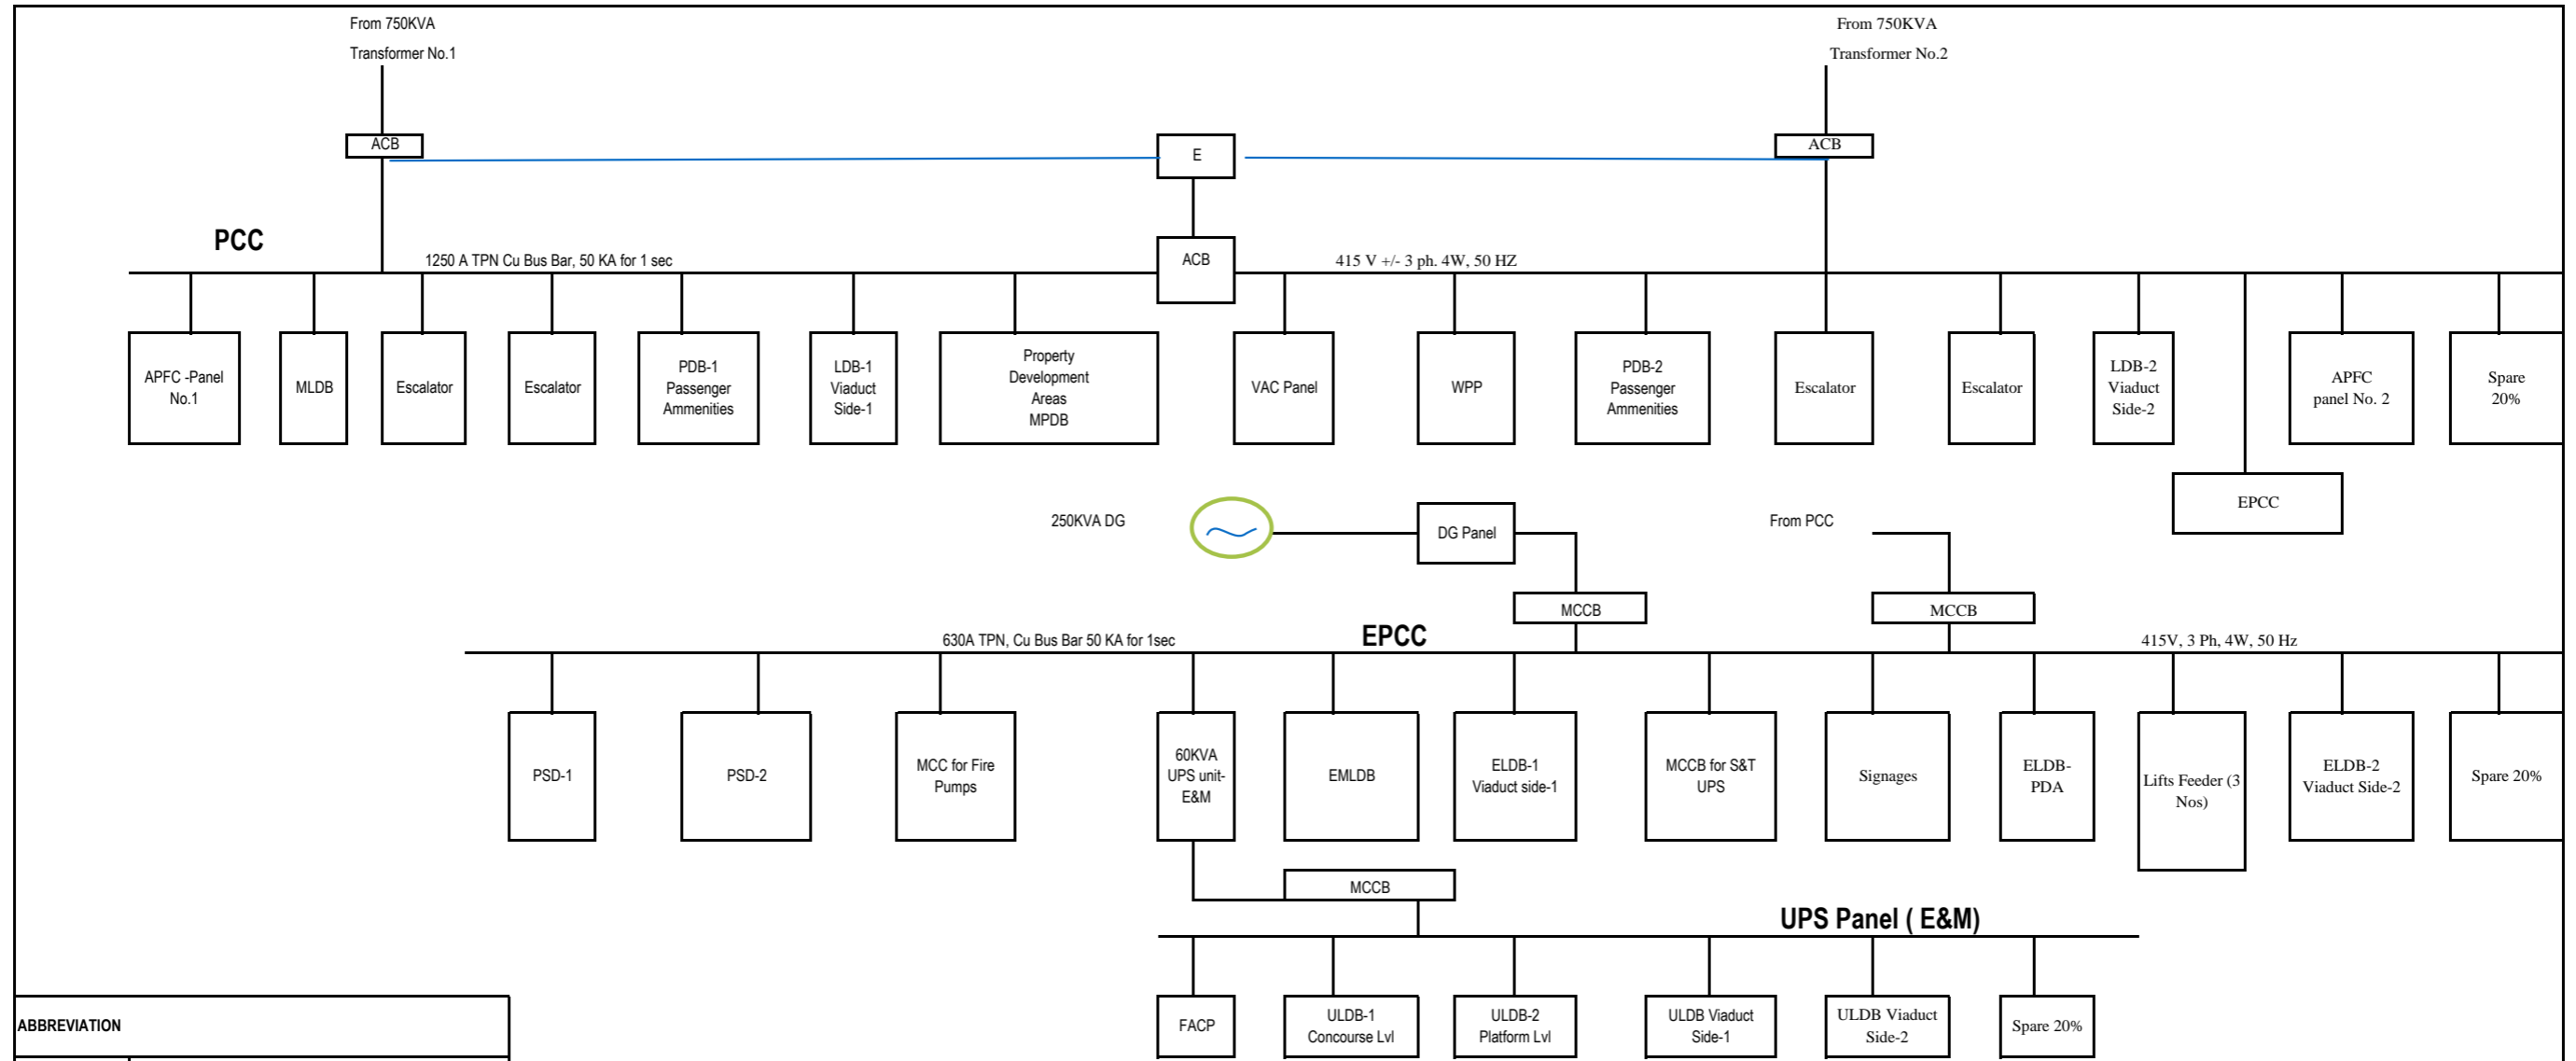 From 750KVA
Transformer No.1
From 750KVA
Transformer No.2
ACB
E
ACB
PCC
1250 A TPN Cu Bus Bar, 50 KA for 1 sec
ACB
415 V +/- 3 ph. 4W, 50 HZ
APFC -Panel
No.1
MLDB
Escalator
Escalator
PDB-1
Passenger
Ammenities
LDB-1
Viaduct
Side-1
Property
Development
Areas
MPDB
VAC Panel
WPP
PDB-2
Passenger
Ammenities
Escalator
Escalator
LDB-2
Viaduct
Side-2
APFC
panel No. 2
Spare
20%
EPCC
250KVA DG
DG Panel
From PCC
MCCB
MCCB
630A TPN, Cu Bus Bar 50 KA for 1sec
EPCC
415V, 3 Ph, 4W, 50 Hz
PSD-1
PSD-2
MCC for Fire
Pumps
60KVA
UPS unit-
E&M
EMLDB
ELDB-1
Viaduct side-1
MCCB for S&T
UPS
Signages
ELDB-
PDA
Lifts Feeder (3
Nos)
ELDB-2
Viaduct Side-2
Spare 20%
MCCB
UPS Panel ( E&M)
FACP
ULDB-1
Concourse Lvl
ULDB-2
Platform Lvl
ULDB Viaduct
Side-1
ULDB Viaduct
Side-2
Spare 20%
ABBREVIATION